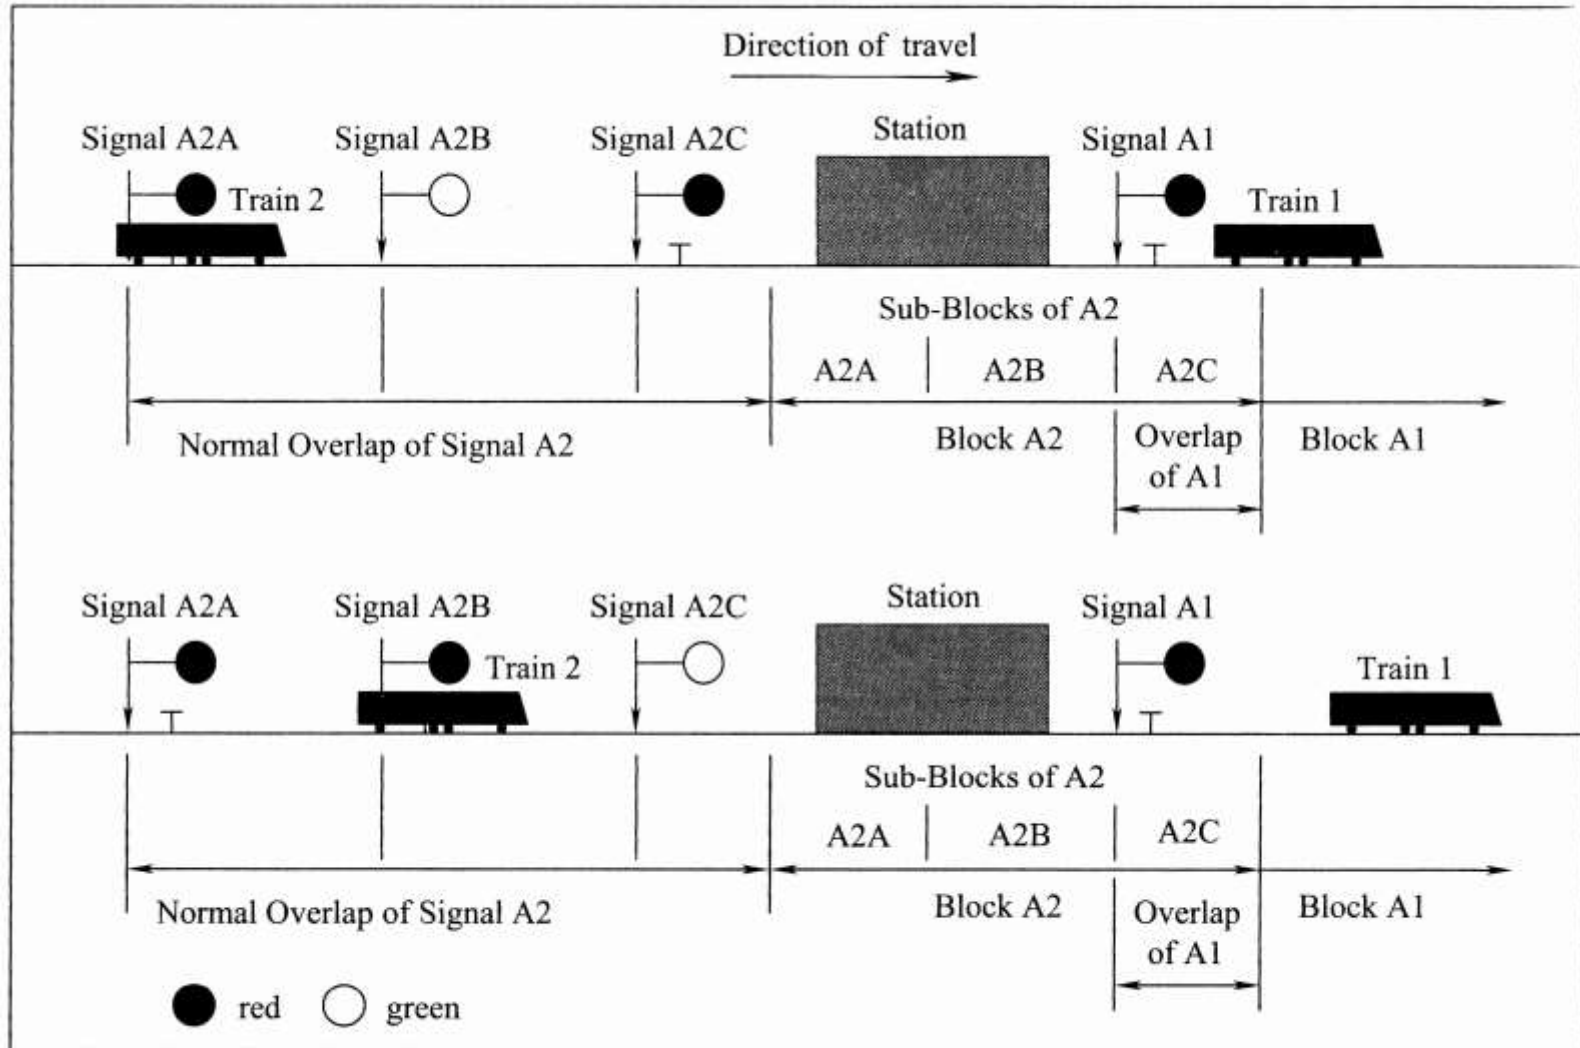 Direction of travel
Signal A2A
Signal A2B
Signal A2C
Station
Signal A1
Train 2
Train 1
Sub-Blocks of A2
A2A
A2B
A2C
Normal Overlap of Signal A2
Block A2
Overlap
of A1
Block A1
Signal A2A
Signal A2B
Signal A2C
Station
Signal A1
Train 2
Train 1
Sub-Blocks of A2
A2A
A2B
A2C
Normal Overlap of Signal A2
Block A2
Overlap
of A1
Block A1
red
green